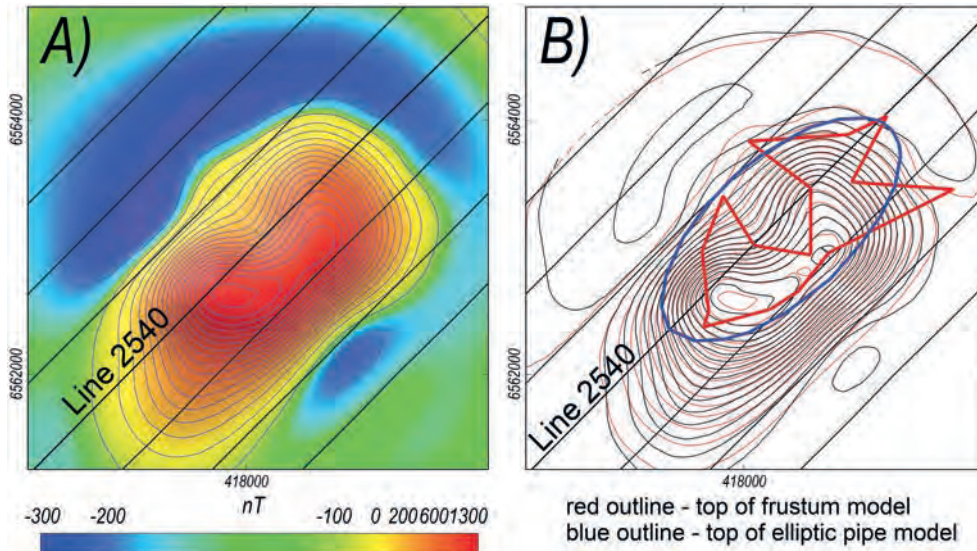 A)
6564000
6562000
Line 2540
418000
nT
-300 -200 -100 0 200 600 1300
B)
6564000
6562000
Line 2540
418000
red outline - top of frustum model
blue outline - top of elliptic pipe model